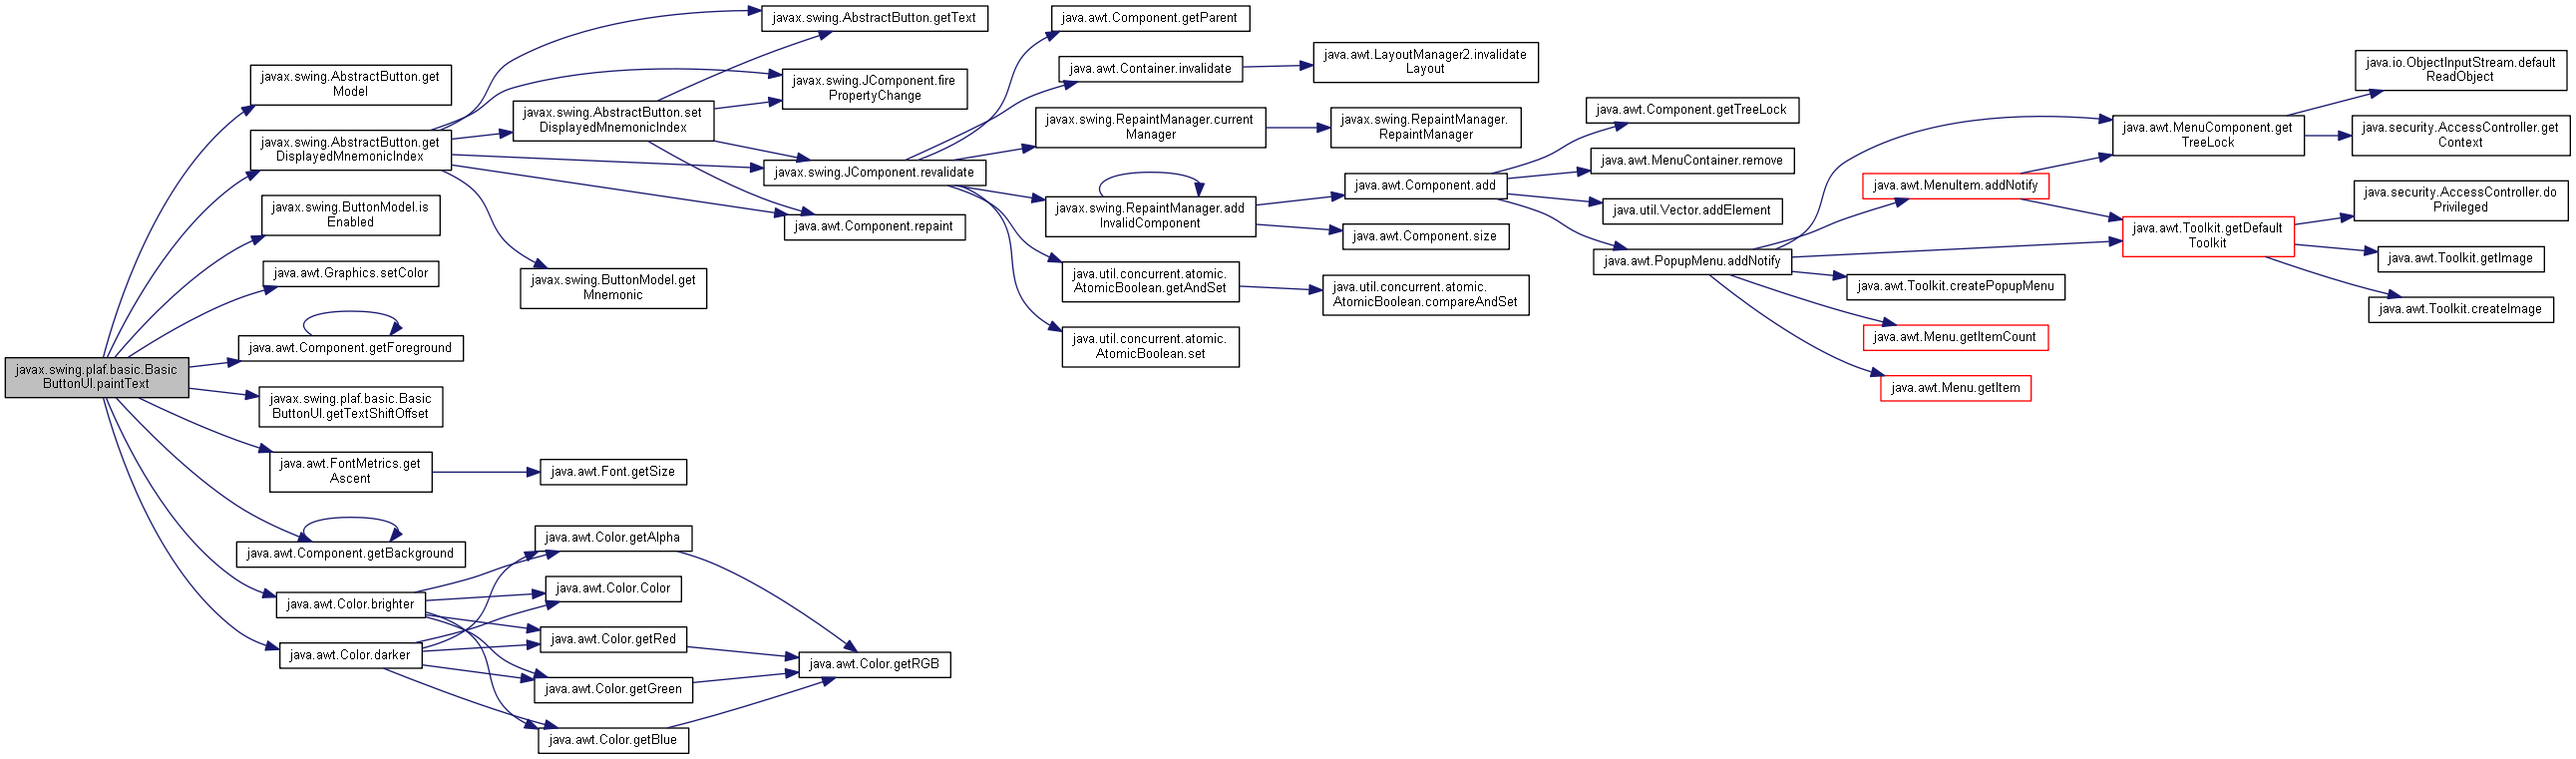 javax.swing.plaf.basic.Basic
ButtonUI.paintText
javax.swing.AbstractButton.get
Model
javax.swing.AbstractButton.get
DisplayedMnemonicIndex
javax.swing.ButtonModel.is
Enabled
java.awt.Graphics.setColor
java.awt.Component.getForeground
javax.swing.plaf.basic.Basic
ButtonUI.getTextShiftOffset
java.awt.FontMetrics.get
Ascent
java.awt.Component.getBackground
java.awt.Color.brighter
java.awt.Color.darker
javax.swing.AbstractButton.set
DisplayedMnemonicIndex
javax.swing.ButtonModel.get
Mnemonic
java.awt.Font.getSize
java.awt.Color.getAlpha
java.awt.Color.Color
java.awt.Color.getRed
java.awt.Color.getGreen
java.awt.Color.getBlue
javax.swing.AbstractButton.getText
javax.swing.JComponent.fire
PropertyChange
javax.swing.JComponent.revalidate
java.awt.Component.repaint
java.awt.Color.getRGB
java.awt.Component.getParent
java.awt.Container.invalidate
javax.swing.RepaintManager.current
Manager
javax.swing.RepaintManager.add
InvalidComponent
java.util.concurrent.atomic.
AtomicBoolean.getAndSet
java.util.concurrent.atomic.
AtomicBoolean.set
java.awt.LayoutManager2.invalidate
Layout
javax.swing.RepaintManager.
RepaintManager
java.awt.Component.add
java.awt.Component.size
java.util.concurrent.atomic.
AtomicBoolean.compareAndSet
java.awt.Component.getTreeLock
java.awt.MenuContainer.remove
java.util.Vector.addElement
java.awt.PopupMenu.addNotify
java.awt.MenuItem.addNotify
java.awt.Toolkit.createPopupMenu
java.awt.Menu.getItemCount
java.awt.Menu.getItem
java.awt.MenuComponent.get
TreeLock
java.awt.Toolkit.getDefault
Toolkit
java.io.ObjectInputStream.default
ReadObject
java.security.AccessController.get
Context
java.security.AccessController.do
Privileged
java.awt.Toolkit.getImage
java.awt.Toolkit.createImage